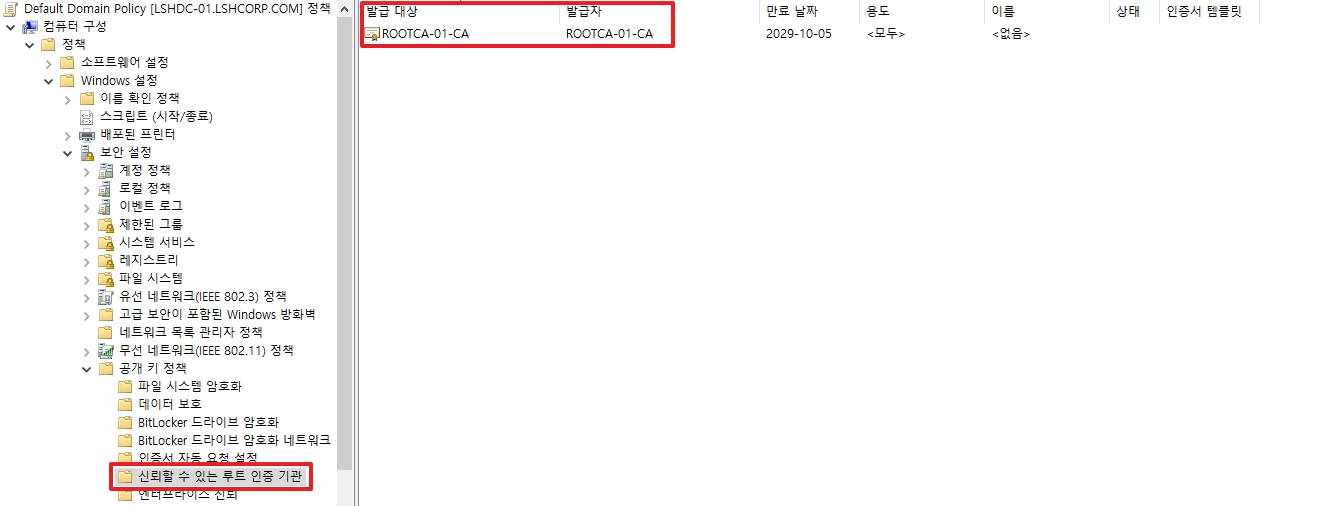 Default Domain Policy [LSHDC-01.LSHCORP.COM] 정책
컴퓨터 구성
정책
소프트웨어 설정
Windows 설정
이름 확인 정책
스크립트 (시작/종료)
배포된 프린터
보안 설정
계정 정책
로컬 정책
이벤트 로그
제한된 그룹
시스템 서비스
레지스트리
파일 시스템
유선 네트워크(IEEE 802.3) 정책
고급 보안이 포함된 Windows 방화벽
네트워크 목록 관리자 정책
무선 네트워크(IEEE 802.11) 정책
공개 키 정책
파일 시스템 암호화
데이터 보호
BitLocker 드라이브 암호화
BitLocker 드라이브 암호화 네트워크
인증서 자동 요청 설정
신뢰할 수 있는 루트 인증 기관
엔터프라이즈 신뢰
발급 대상 발급자 만료 날짜 용도 이름 상태 인증서 템플릿
ROOTCA-01-CA ROOTCA-01-CA 2029-10-05 <모두> <없음>